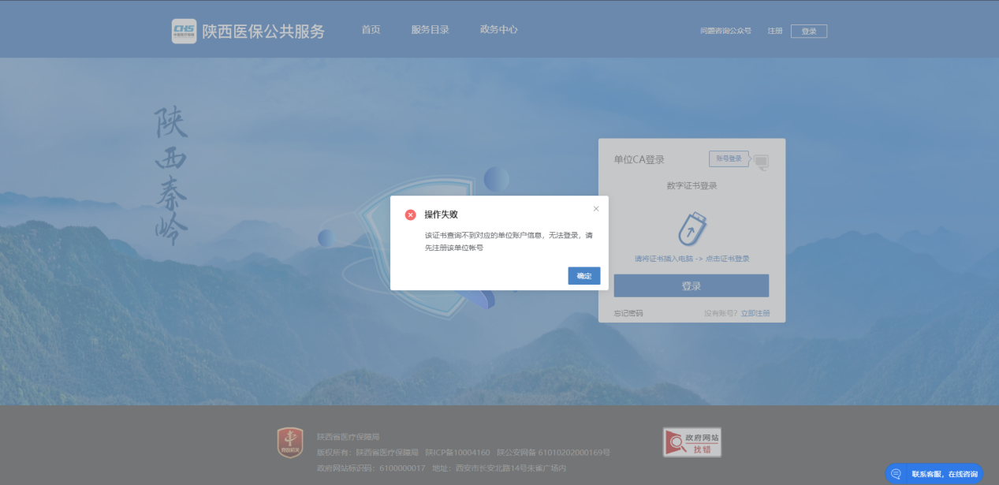 CHS
陕西医保公共服务
首页 服务目录 政务中心
问题咨询公众号 注册 登录
陕西秦岭
单位CA登录 账号登录
数字证书登录
请将证书插入电脑 -> 点击证书登录
登录
忘记密码 没有账号？立即注册
操作失败
该证书查询不到对应的单位账户信息，无法登录，请
先注册该单位帐号
确定
陕西省医疗保障局
版权所有：陕西省医疗保障局 陕ICP备10004160 陕公安网备 61010202000169号
政府网站标识码：6100000017 地址：西安市长安北路14号朱雀广场内
政府网站
找错
联系客服，在线咨询